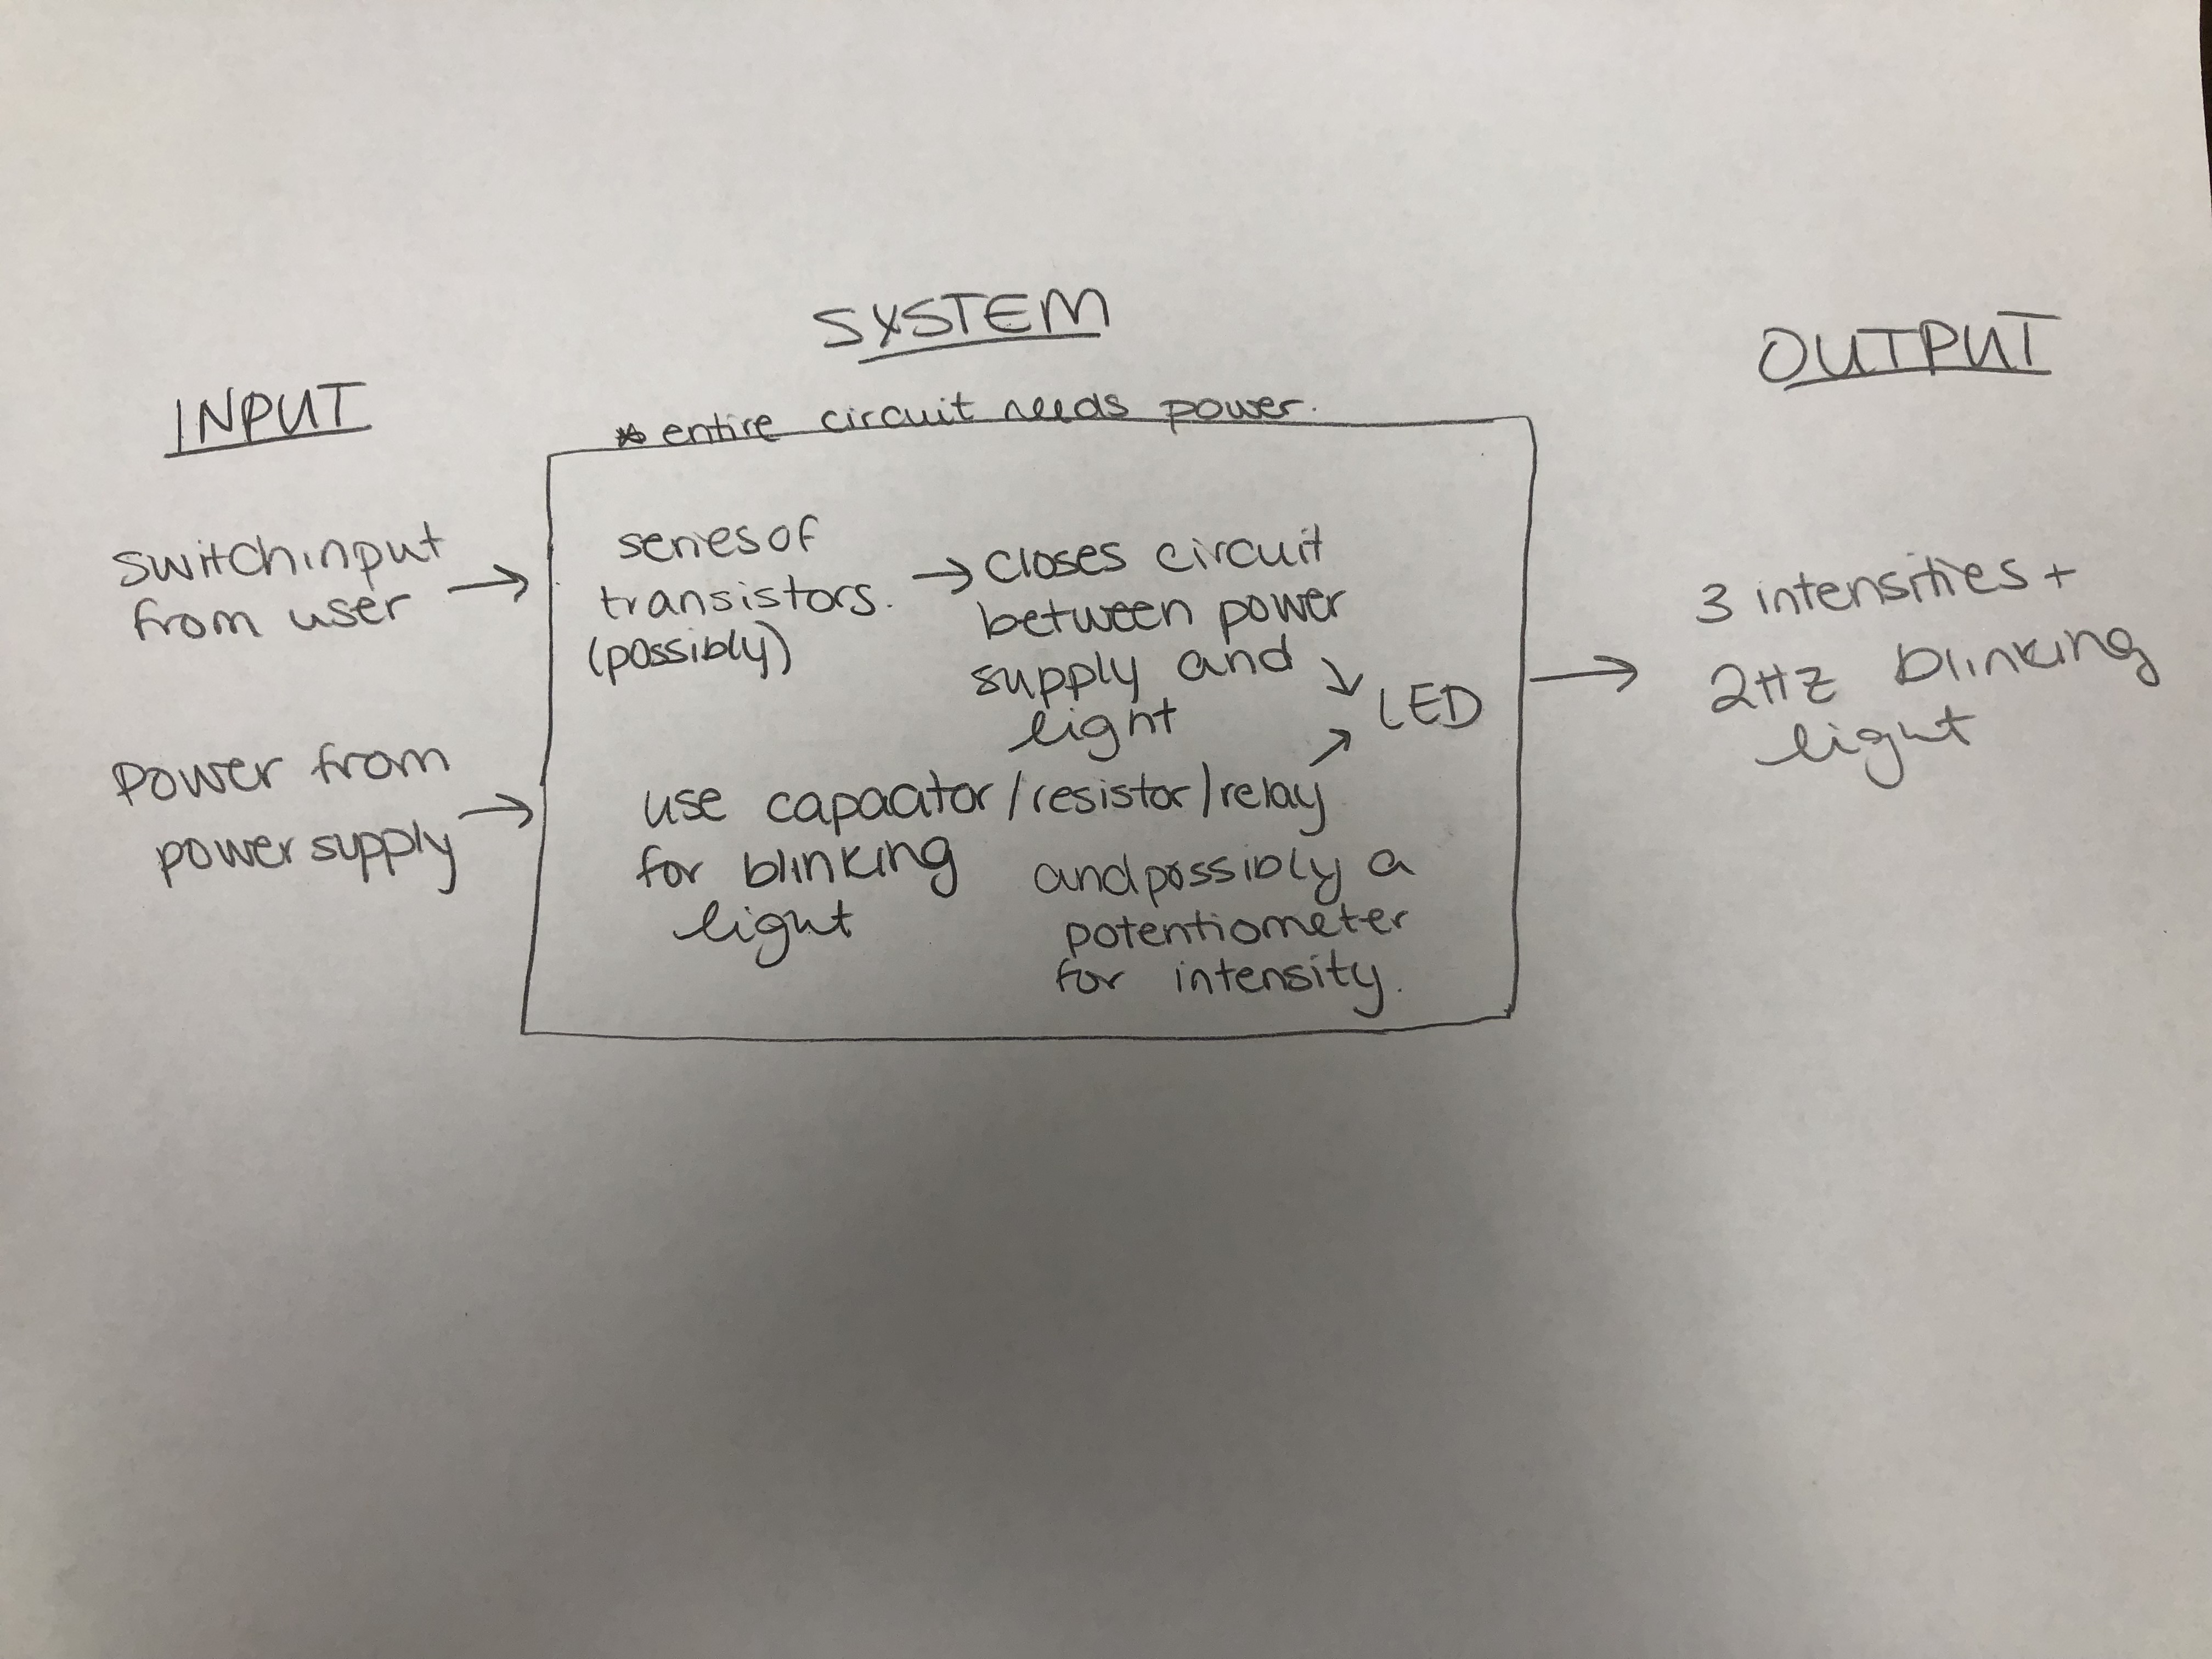 SYSTEM
OUTPUT
INPUT
* entire circuit needs power.
switch input
from user
series of
transistors.
(possibly)
closes circuit
between power
supply and
light
LED
3 intensities +
2Hz blinking
light
power from
power supply
use capacitor/resistor/relay
for blinking
light
and possibly a
potentiometer
for intensity.